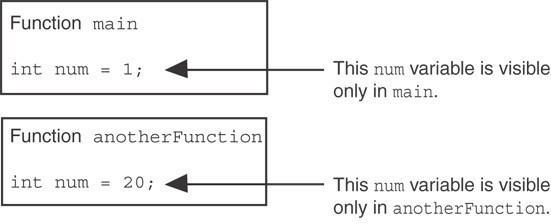 Function main
int num = 1;
This num variable is visible
only in main.
Function anotherFunction
int num = 20;
This num variable is visible
only in anotherFunction.